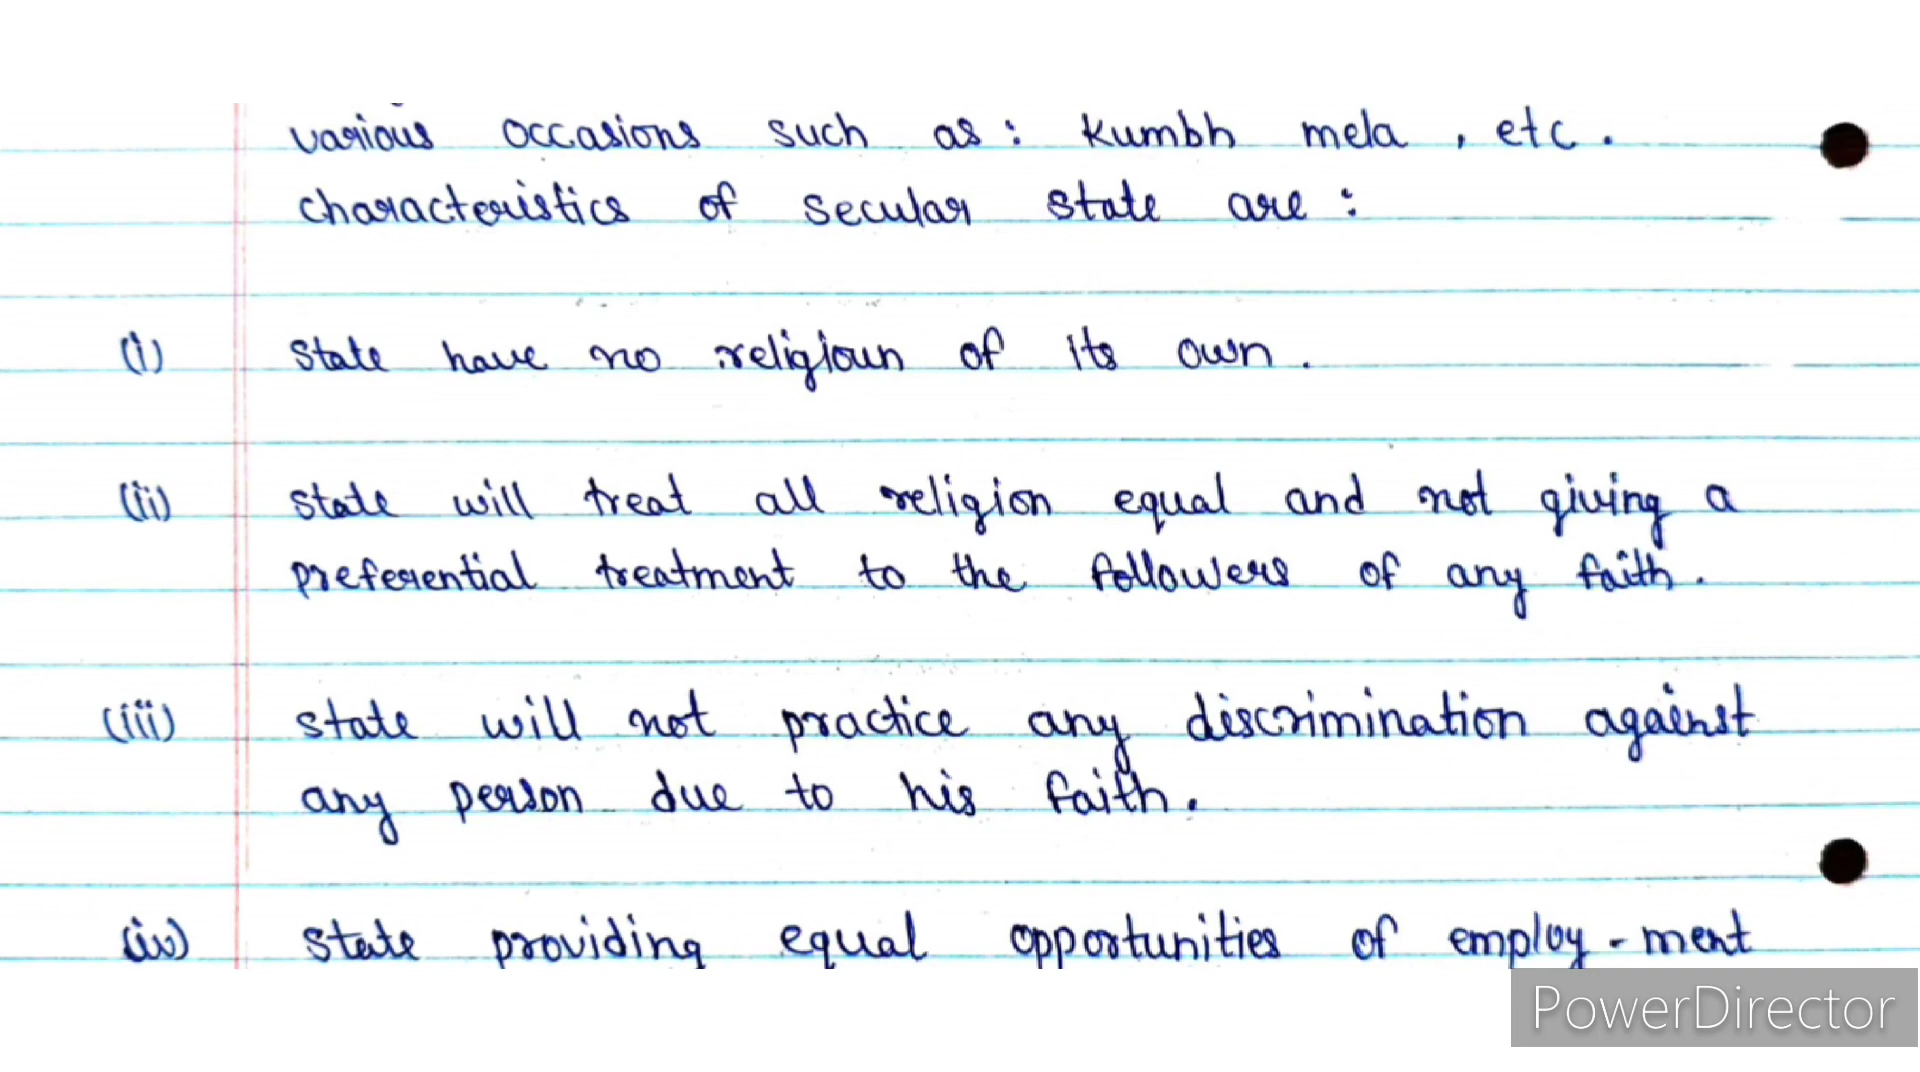 various occasions such as : Kumbh mela , etc .
characteristics of secular state are :
(i) state have no religioun of its own .
(ii) state will treat all religion equal and not giving a
preferential treatment to the followers of any faith .
(iii) state will not practice any discrimination against
any person due to his faith .
(iv) state providing equal opportunities of employ - ment
PowerDirector